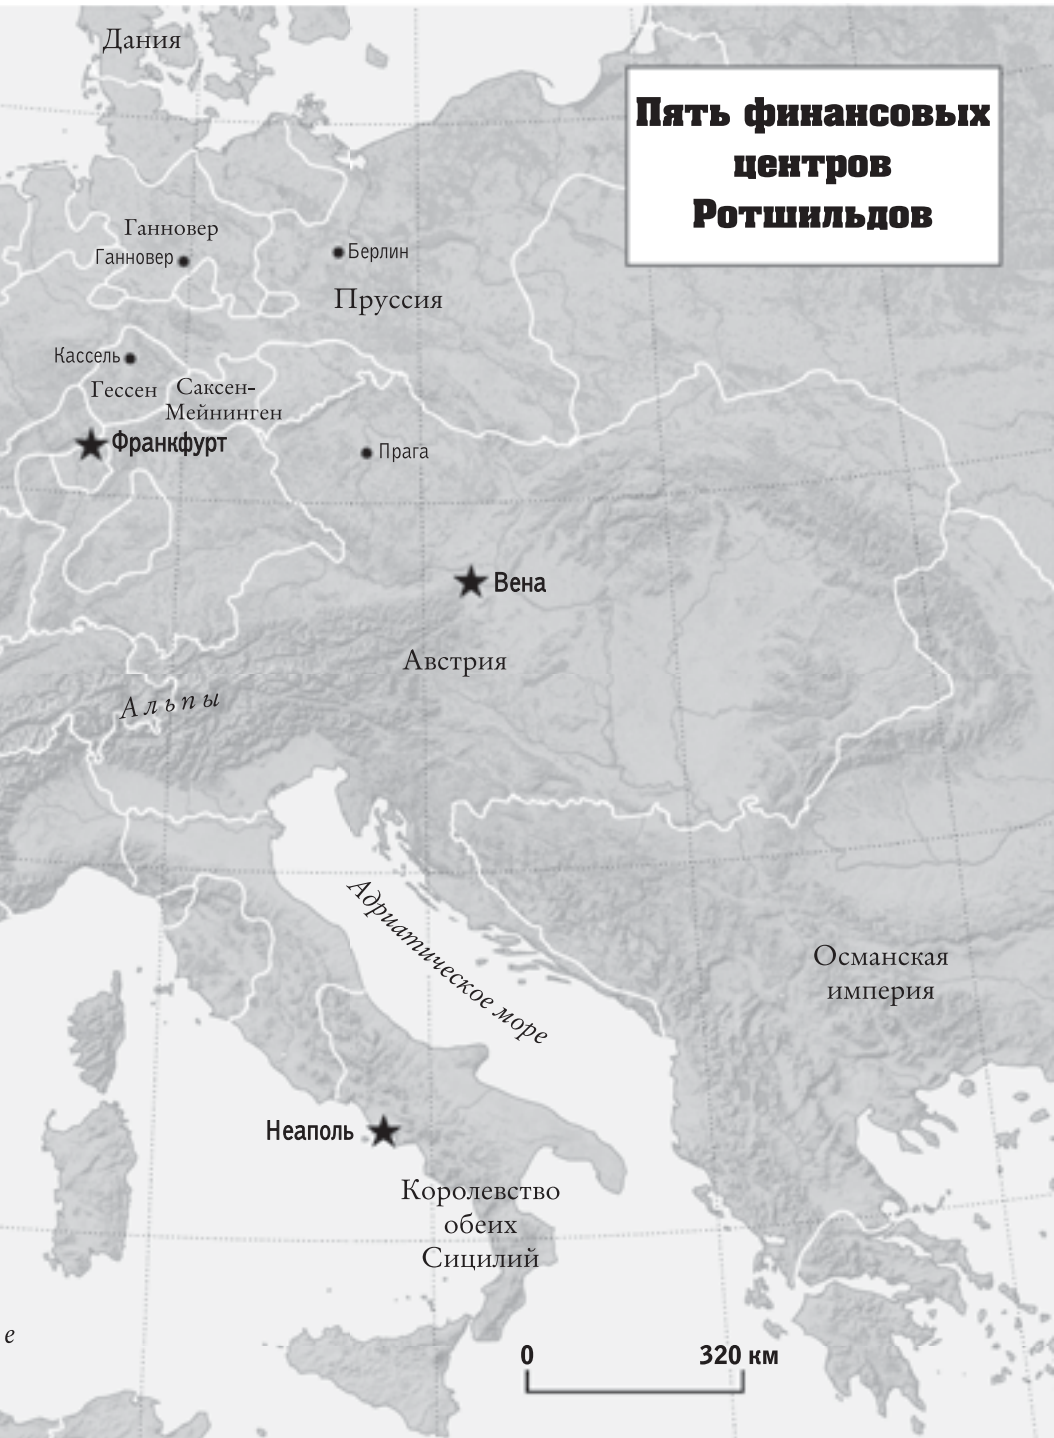 Дания
Пять финансовых
центров
Ротшильдов
Ганновер
Ганновер
Берлин
Пруссия
Кассель
Гессен
Саксен-
Мейнинген
Франкфурт
Прага
Вена
Австрия
Альпы
Адриатическое море
Османская
империя
Неаполь
Королевство
обеих
Сицилий
е
0
320 км